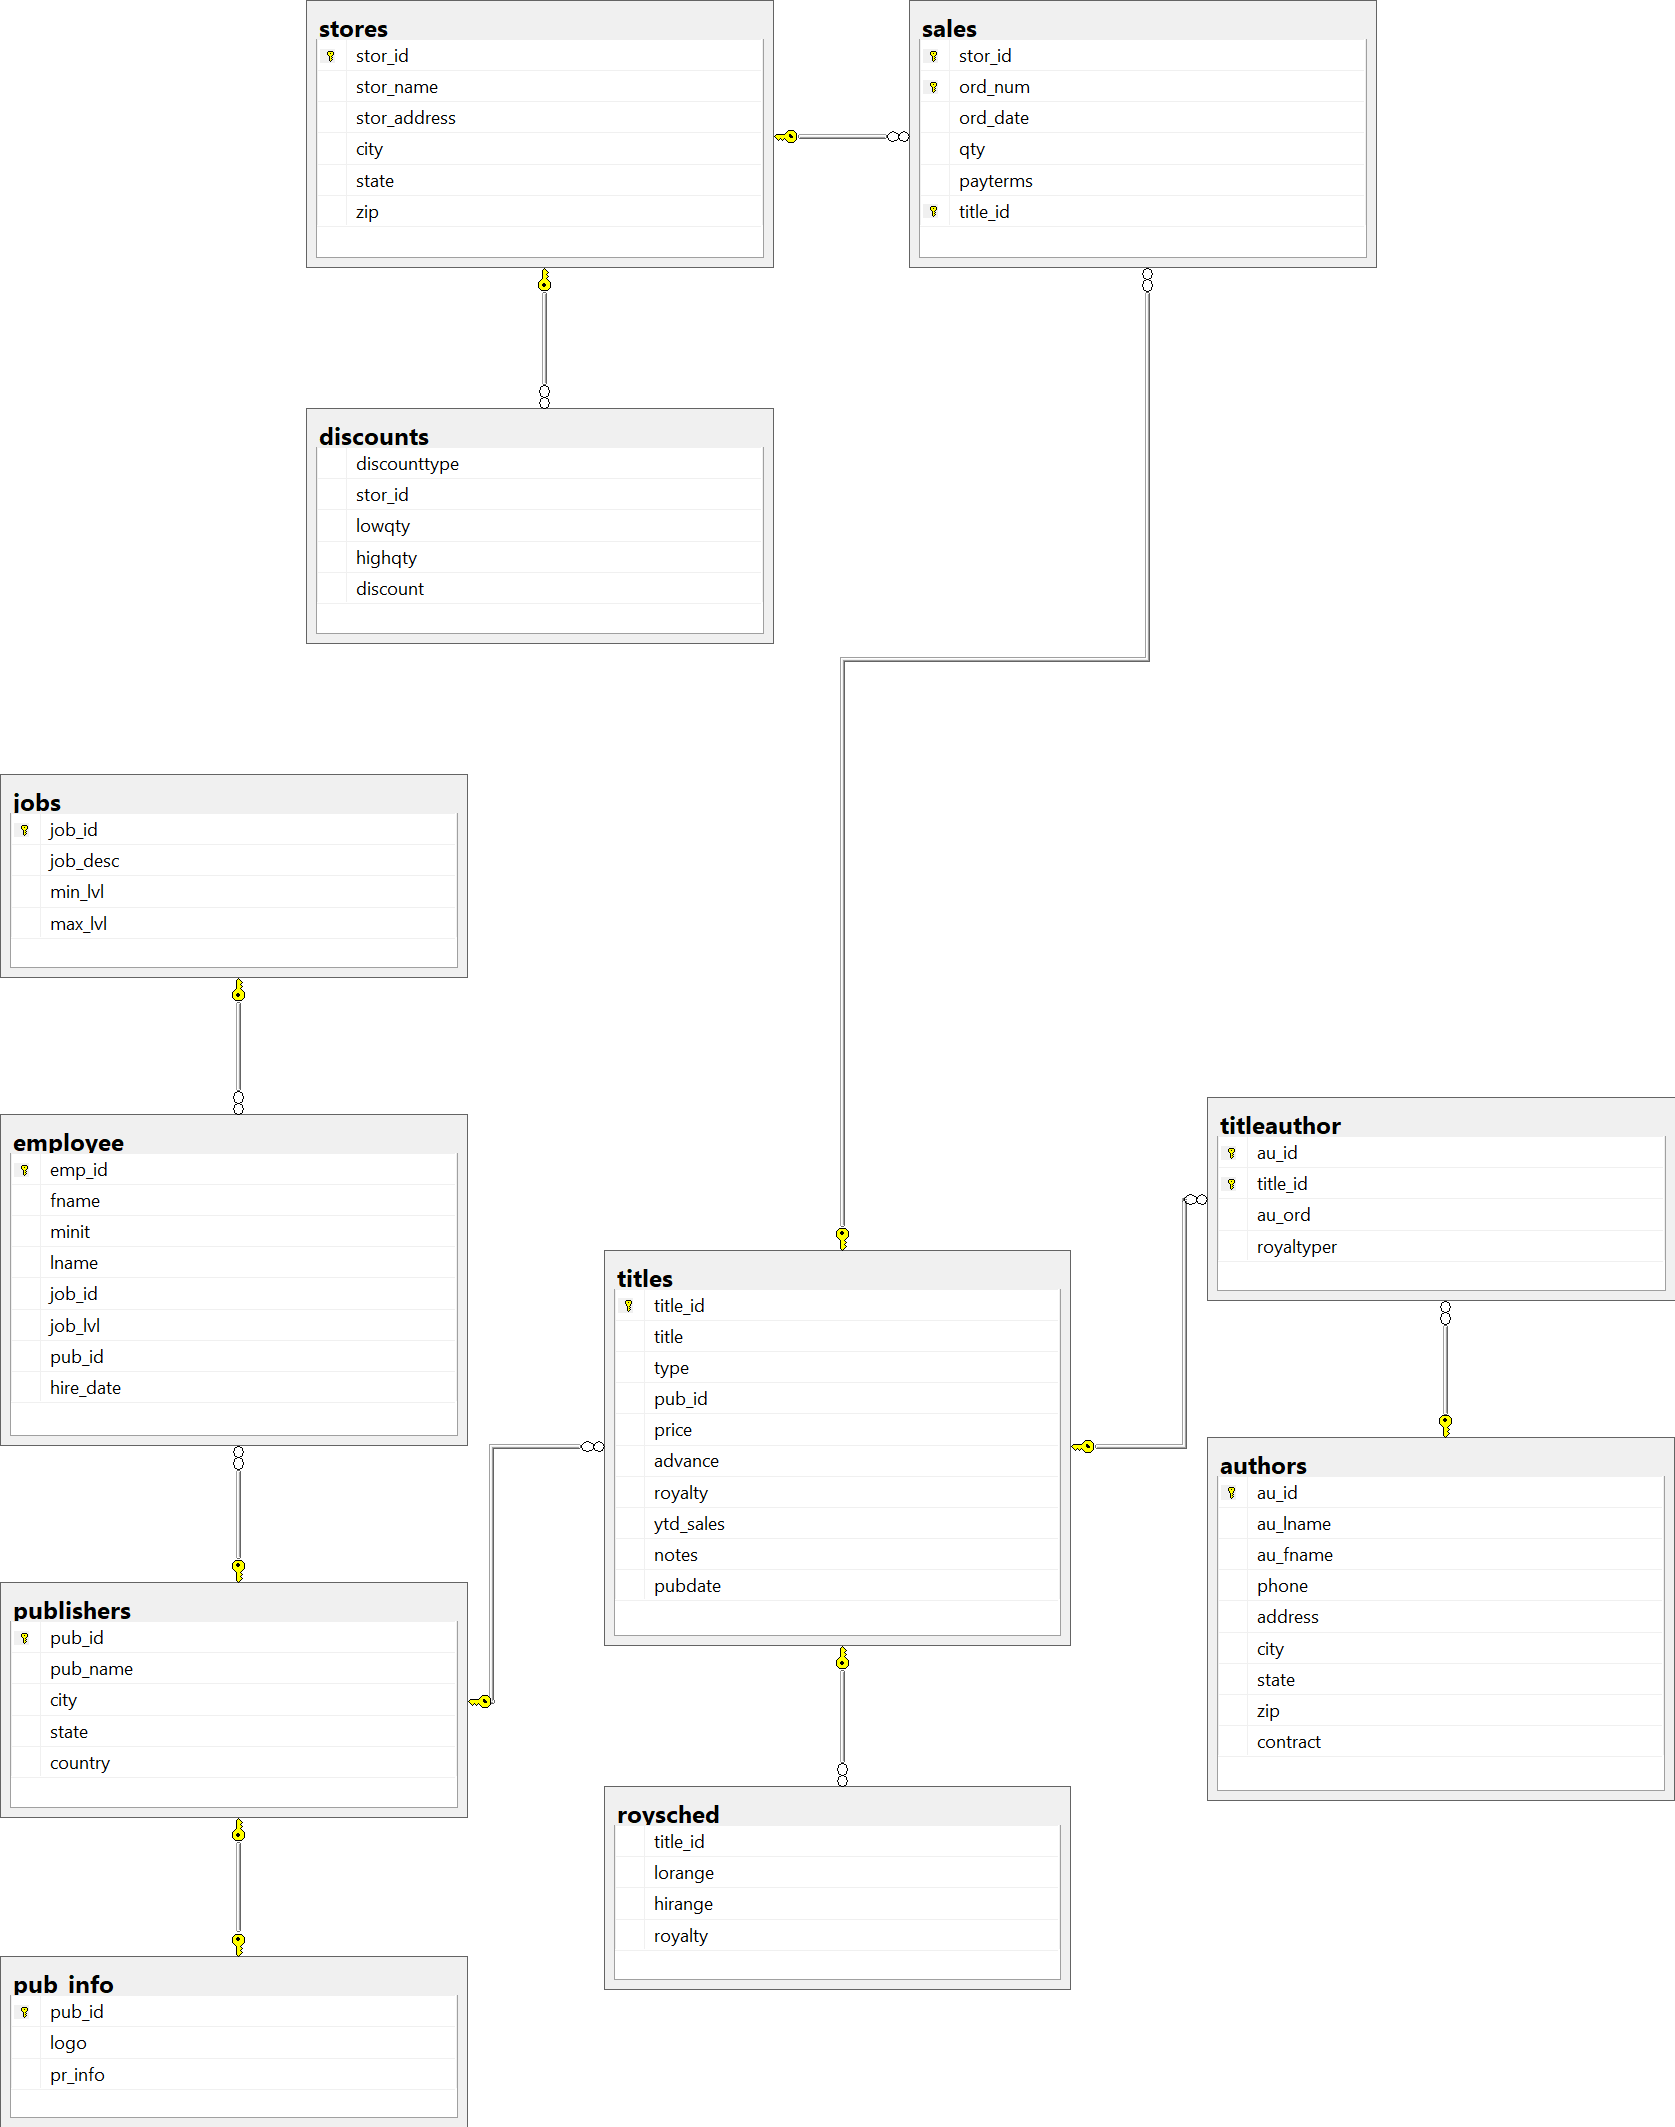 stores
stor_id
stor_name
stor_address
city
state
zip
sales
stor_id
ord_num
ord_date
qty
payterms
title_id
discounts
discounttype
stor_id
lowqty
highqty
discount
jobs
job_id
job_desc
min_lvl
max_lvl
employee
emp_id
fname
minit
lname
job_id
job_lvl
pub_id
hire_date
titleauthor
au_id
title_id
au_ord
royaltyper
titles
title_id
title
type
pub_id
price
advance
royalty
ytd_sales
notes
pubdate
authors
au_id
au_lname
au_fname
phone
address
city
state
zip
contract
publishers
pub_id
pub_name
city
state
country
roysched
title_id
lorange
hirange
royalty
pub_info
pub_id
logo
pr_info